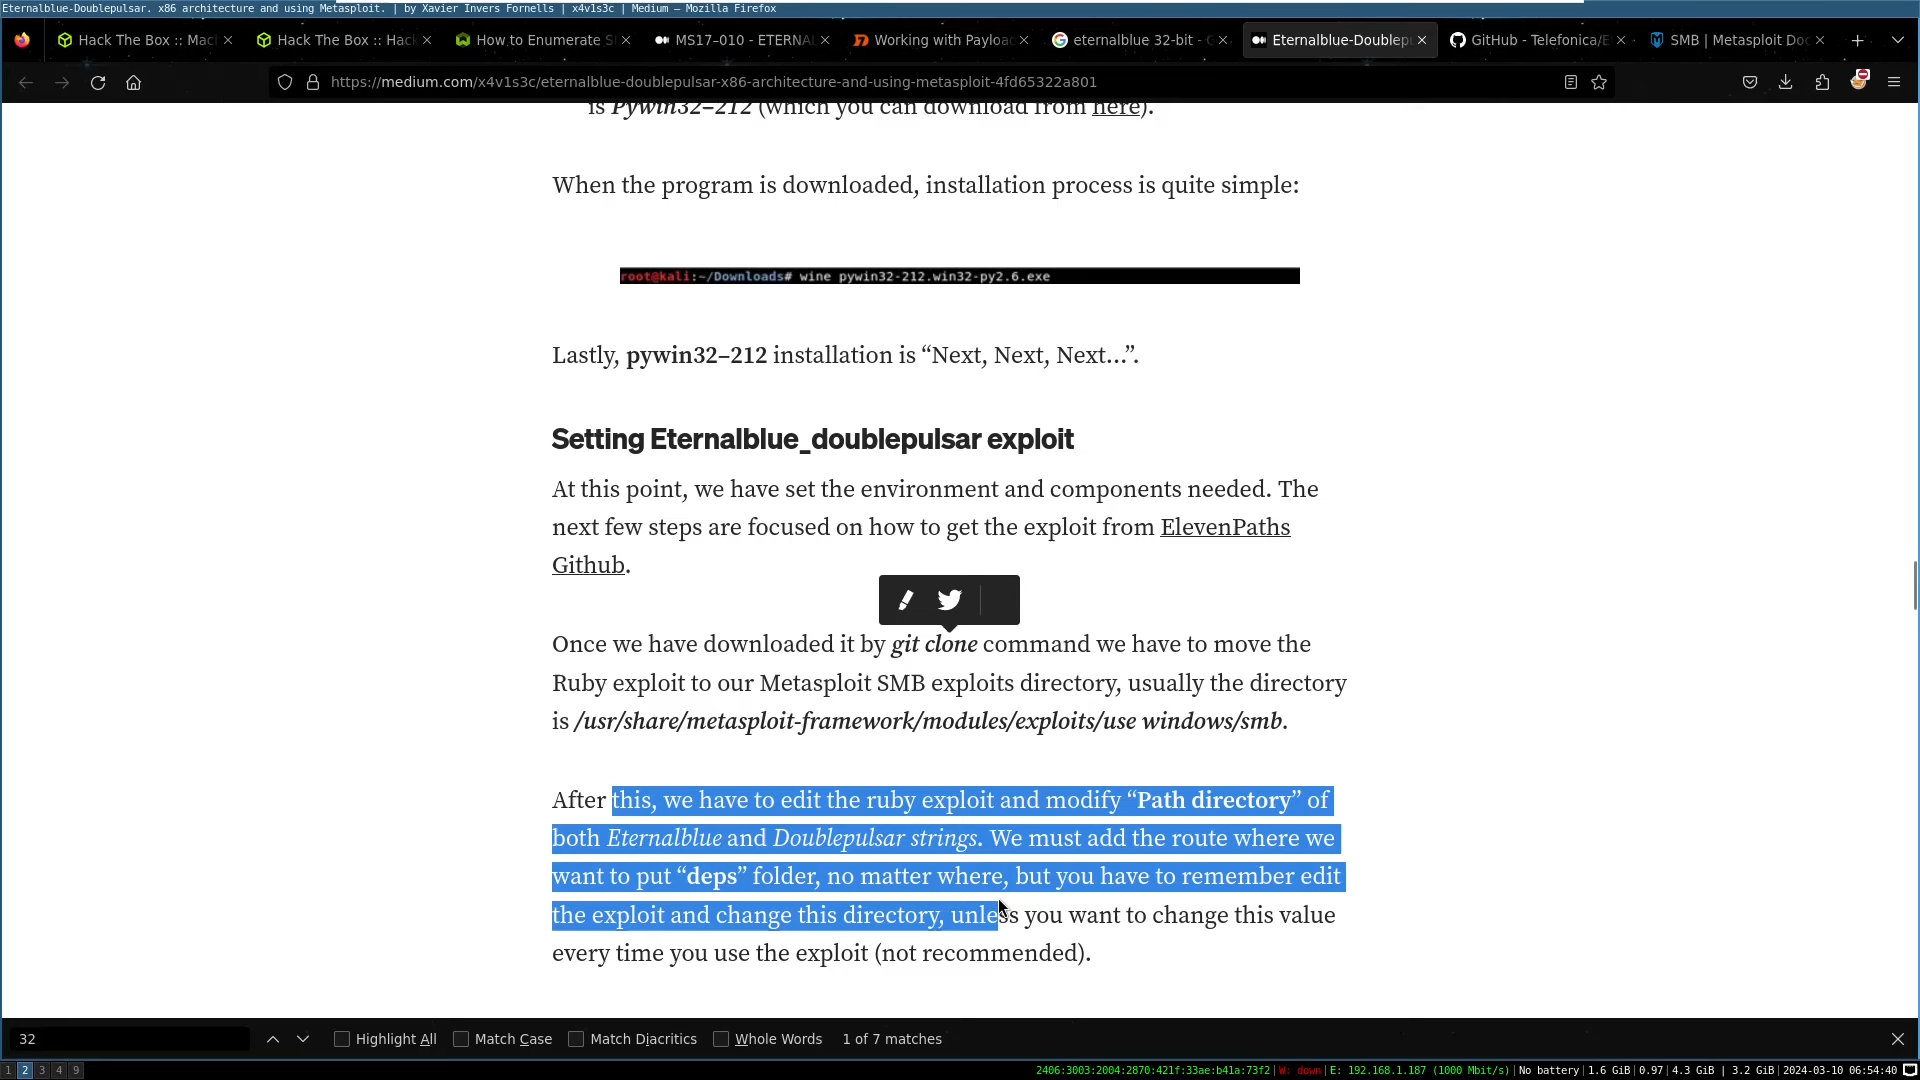 Eternalblue-Doublepulsar. x86 architecture and using Metasploit. | by Xavier Invers Fornells | x4v1s3c | Medium — Mozilla Firefox
Hack The Box :: Mac
Hack The Box :: Hack
How to Enumerate S
MS17–010 - ETERNA
Working with Payloa
eternalblue 32-bit - G
Eternalblue-Doublep
GitHub - Telefonica/E
SMB | Metasploit Do
https://medium.com/x4v1s3c/eternalblue-doublepulsar-x86-architecture-and-using-metasploit-4fd65322a801
is Pywin32–212 (which you can download from here).
When the program is downloaded, installation process is quite simple:
root@kali:~/Downloads# wine pywin32-212.win32-py2.6.exe
Lastly, pywin32–212 installation is “Next, Next, Next…”.
Setting Eternalblue_doublepulsar exploit
At this point, we have set the environment and components needed. The
next few steps are focused on how to get the exploit from ElevenPaths
Github.
Once we have downloaded it by git clone command we have to move the
Ruby exploit to our Metasploit SMB exploits directory, usually the directory
is /usr/share/metasploit-framework/modules/exploits/use windows/smb.
After this, we have to edit the ruby exploit and modify “Path directory” of
both Eternalblue and Doublepulsar strings. We must add the route where we
want to put “deps” folder, no matter where, but you have to remember edit
the exploit and change this directory, unless you want to change this value
every time you use the exploit (not recommended).
32
Highlight All
Match Case
Match Diacritics
Whole Words
1 of 7 matches
1 2 3 4 9
2406:3003:2004:2870:421f:33ae:b41a:73f2 | W: down | E: 192.168.1.187 (1000 Mbit/s) | No battery | 1.6 GiB | 0.97 | 4.3 GiB | 3.2 GiB | 2024-03-10 06:54:40